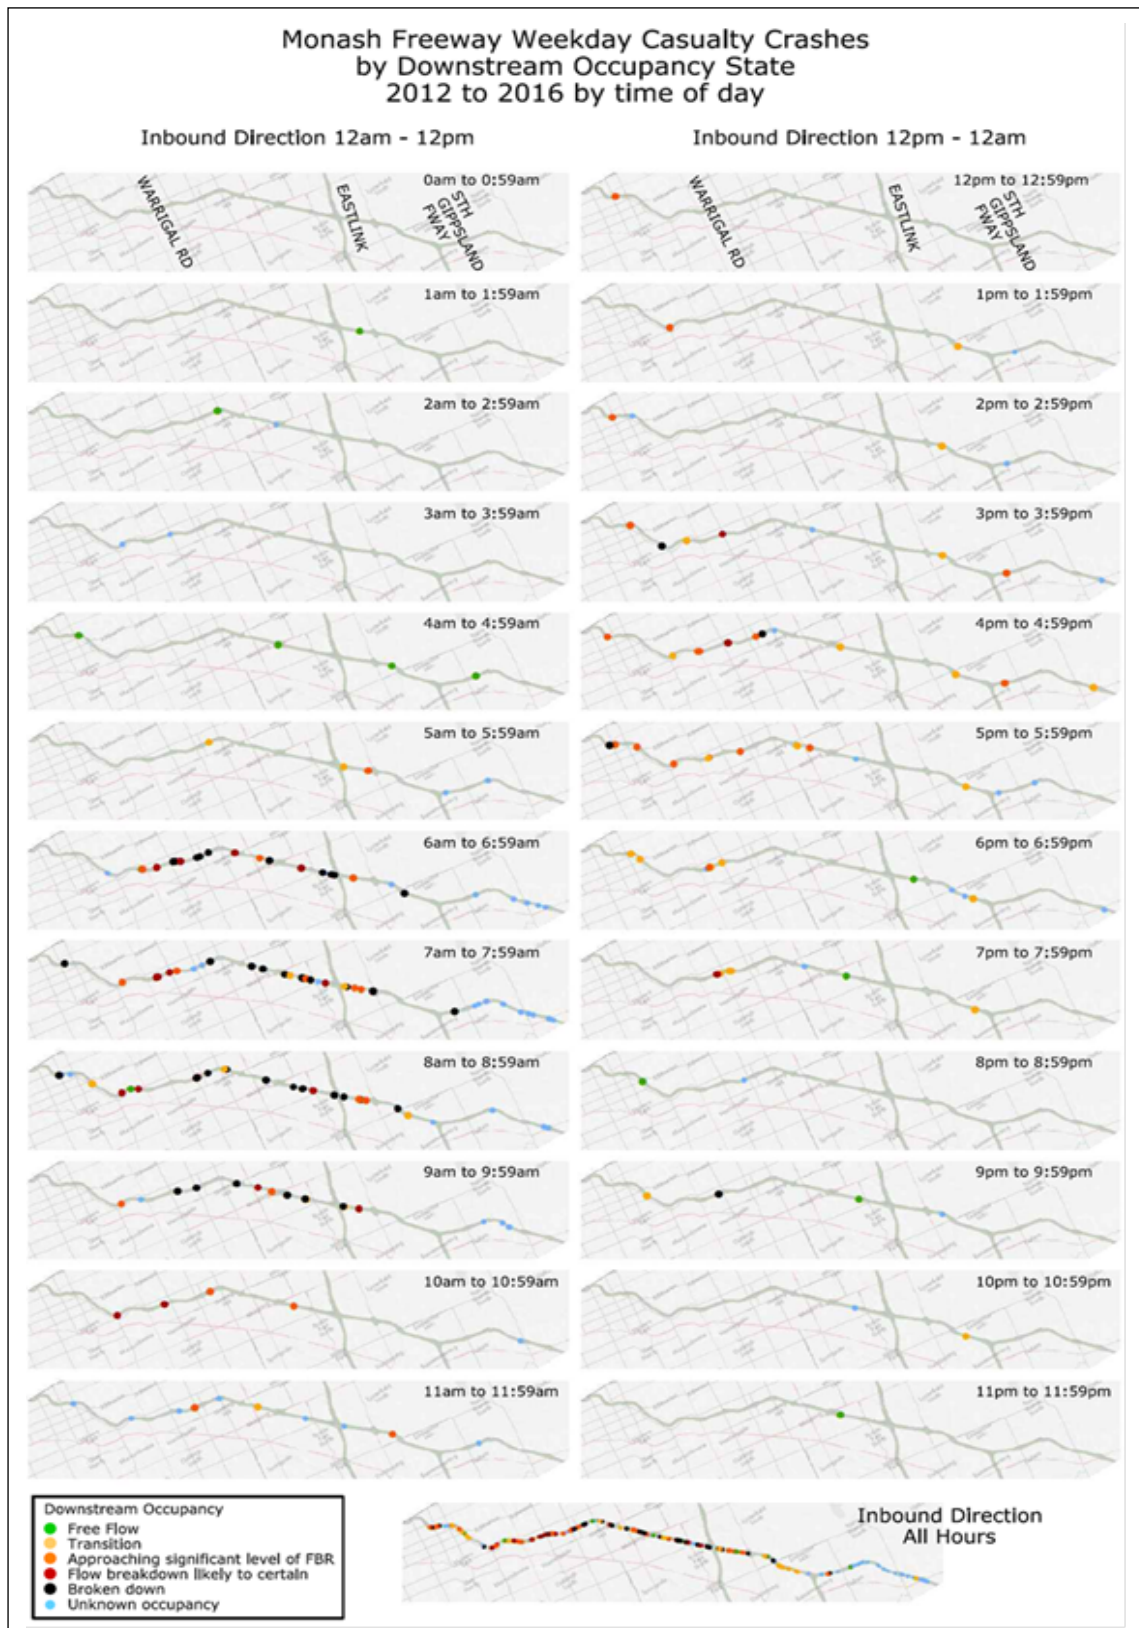 Monash Freeway Weekday Casualty Crashes
by Downstream Occupancy State
2012 to 2016 by time of day
Inbound Direction 12am - 12pm
Inbound Direction 12pm - 12am
0am to 0:59am
WARRIGAL RD
EASTLINK
STH
GIPPSLAND
FWAY
12pm to 12:59pm
WARRIGAL RD
EASTLINK
STH
GIPPSLAND
FWAY
1am to 1:59am
1pm to 1:59pm
2am to 2:59am
2pm to 2:59pm
3am to 3:59am
3pm to 3:59pm
4am to 4:59am
4pm to 4:59pm
5am to 5:59am
5pm to 5:59pm
6am to 6:59am
6pm to 6:59pm
7am to 7:59am
7pm to 7:59pm
8am to 8:59am
8pm to 8:59pm
9am to 9:59am
9pm to 9:59pm
10am to 10:59am
10pm to 10:59pm
11am to 11:59am
11pm to 11:59pm
Downstream Occupancy
Free Flow
Transition
Approaching significant level of FBR
Flow breakdown likely to certain
Broken down
Unknown occupancy
Inbound Direction
All Hours